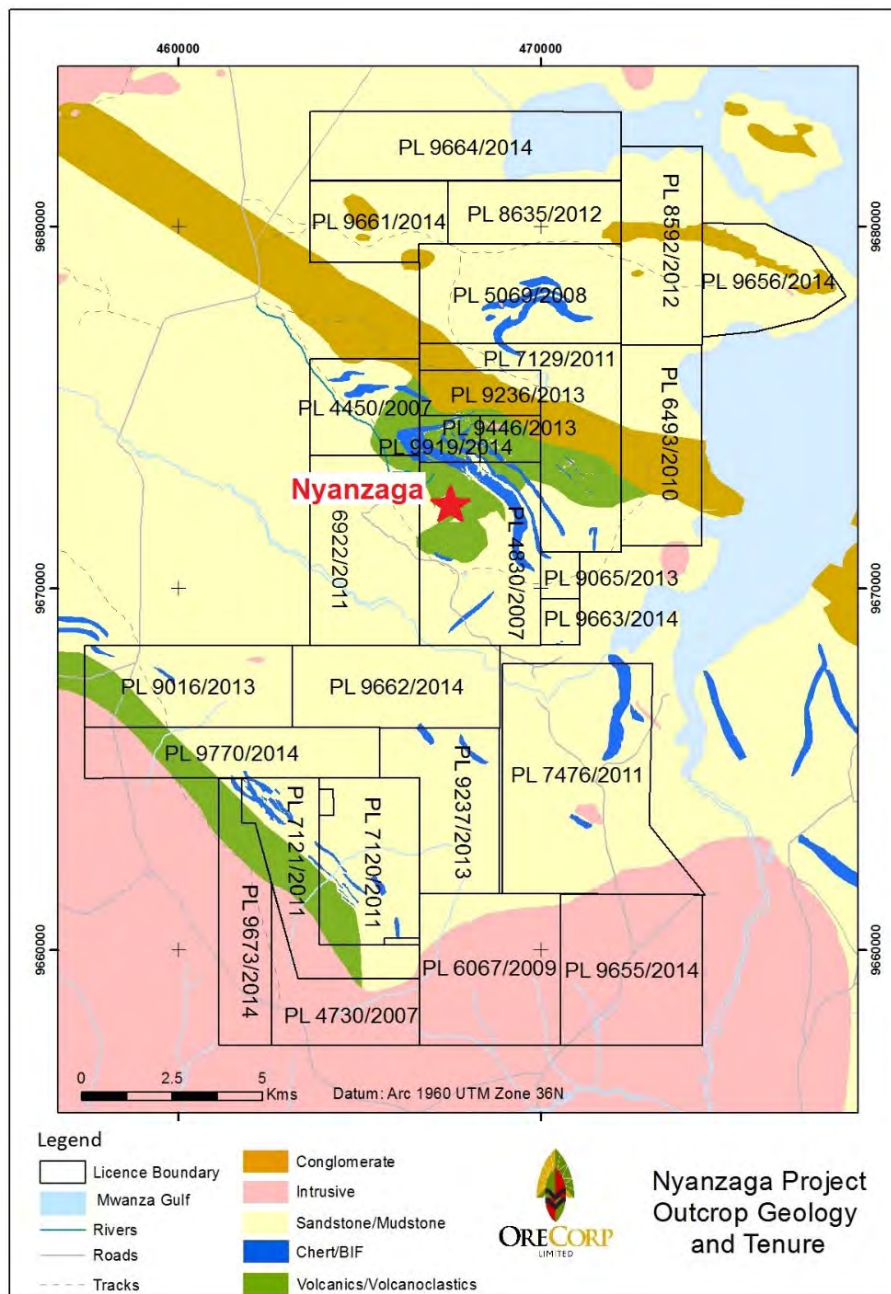 460000
470000
PL 9664/2014
PL 9661/2014
PL 8635/2012
PL 8592/2012
PL 9656/2014
9680000
9680000
PL 5069/2008
PL 7129/2011
PL 4450/2007
PL 9236/2013
PL 9446/2013
PL 9919/2014
PL 6493/2010
Nyanzaga
6922/2011
PL 4830/2007
PL 9065/2013
9670000
9670000
PL 9663/2014
PL 9016/2013
PL 9662/2014
PL 9770/2014
PL 9237/2013
PL 7476/2011
PL 7121/2011
PL 7120/2011
PL 9673/2014
9690000
9690000
PL 6067/2009
PL 9655/2014
PL 4730/2007
0 2.5 5
Kms
Datum: Arc 1960 UTM Zone 36N
Legend
Licence Boundary
Mwanza Gulf
Rivers
Roads
Tracks
Conglomerate
Intrusive
Sandstone/Mudstone
Chert/BIF
Volcanics/Volcanoclastics
ORECORP
LIMITED
Nyanzaga Project
Outcrop Geology
and Tenure